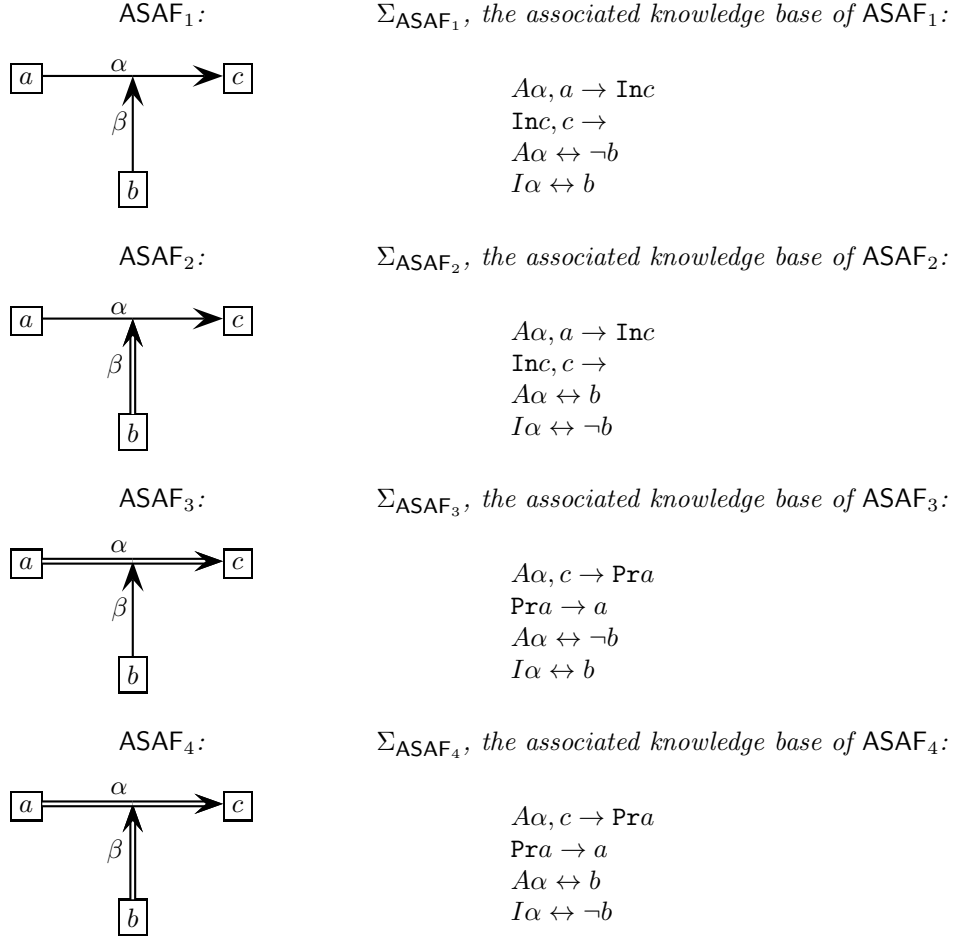 ASAF₁: Σ_ASAF₁, the associated knowledge base of ASAF₁:
a α c
β
b
Aα, a → Inc
Inc, c →
Aα ↔ ¬b
Iα ↔ b
ASAF₂: Σ_ASAF₂, the associated knowledge base of ASAF₂:
a α c
β
b
Aα, a → Inc
Inc, c →
Aα ↔ b
Iα ↔ ¬b
ASAF₃: Σ_ASAF₃, the associated knowledge base of ASAF₃:
a α c
β
b
Aα, c → Pra
Pra → a
Aα ↔ ¬b
Iα ↔ b
ASAF₄: Σ_ASAF₄, the associated knowledge base of ASAF₄:
a α c
β
b
Aα, c → Pra
Pra → a
Aα ↔ b
Iα ↔ ¬b